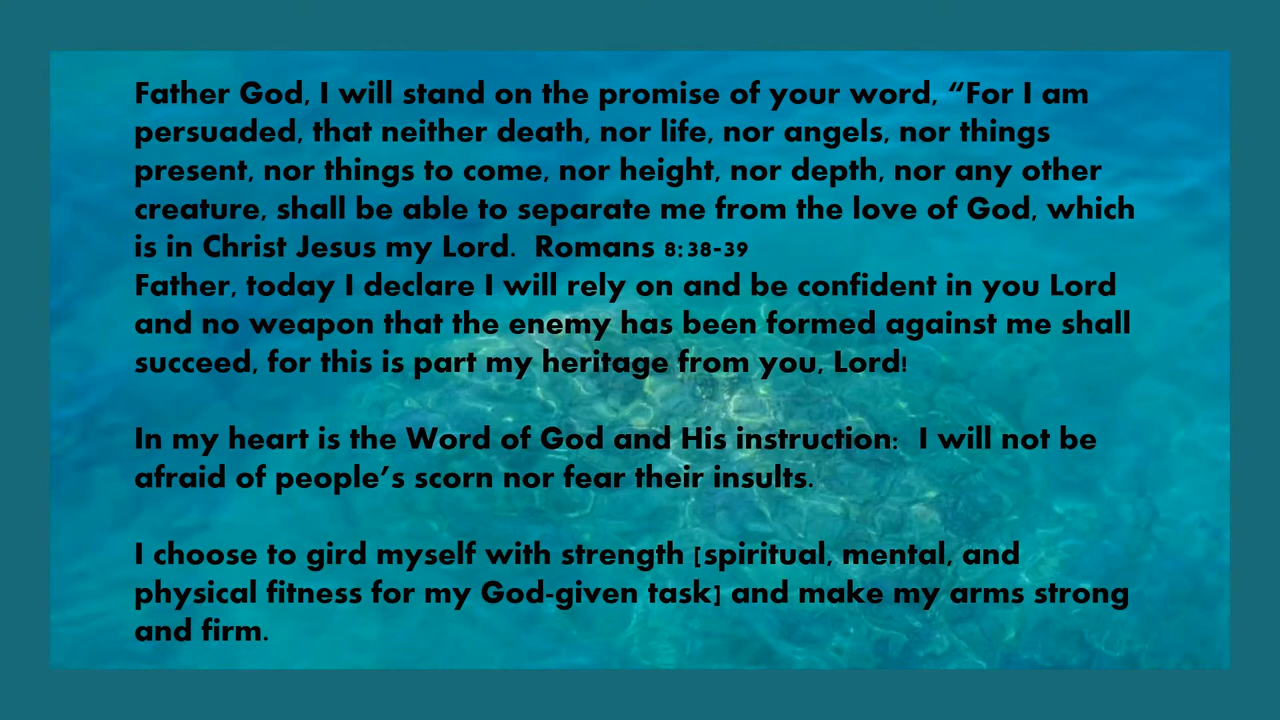 Father God, I will stand on the promise of your word, “For I am
persuaded, that neither death, nor life, nor angels, nor things
present, nor things to come, nor height, nor depth, nor any other
creature, shall be able to separate me from the love of God, which
is in Christ Jesus my Lord.  Romans 8:38-39
Father, today I declare I will rely on and be confident in you Lord
and no weapon that the enemy has been formed against me shall
succeed, for this is part my heritage from you, Lord!
In my heart is the Word of God and His instruction:  I will not be
afraid of people’s scorn nor fear their insults.
I choose to gird myself with strength [spiritual, mental, and
physical fitness for my God-given task] and make my arms strong
and firm.